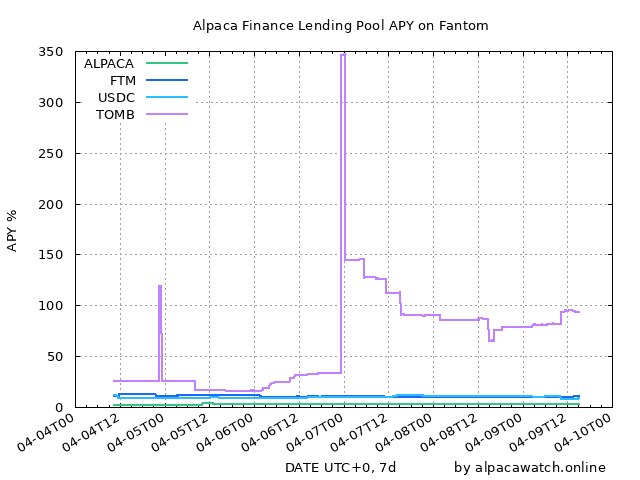 Alpaca Finance Lending Pool APY on Fantom
350
300
250
200
150
100
50
0
APY %
ALPACA
FTM
USDC
TOMB
04-04T00
04-04T12
04-05T00
04-05T12
04-06T00
04-06T12
04-07T00
04-07T12
04-08T00
04-08T12
04-09T00
04-09T12
04-10T00
DATE UTC+0, 7d
by alpacawatch.online